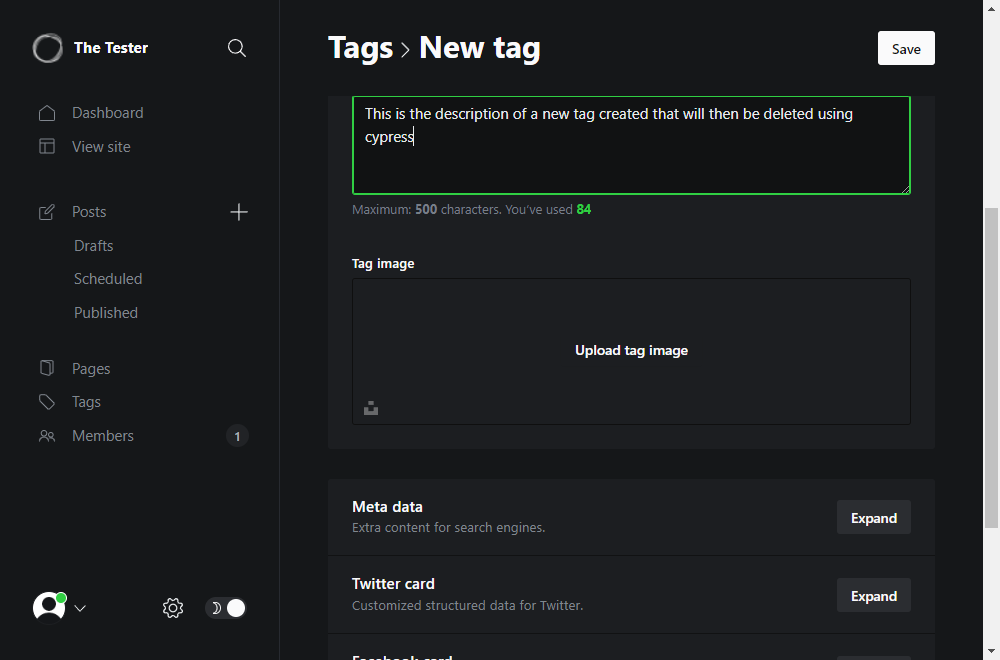 The Tester
Dashboard
View site
Posts
Drafts
Scheduled
Published
Pages
Tags
Members
1
Tags > New tag
Save
This is the description of a new tag created that will then be deleted using
cypress
Maximum: 500 characters. You've used 84
Tag image
Upload tag image
Meta data
Extra content for search engines.
Expand
Twitter card
Customized structured data for Twitter.
Expand
Facebook card